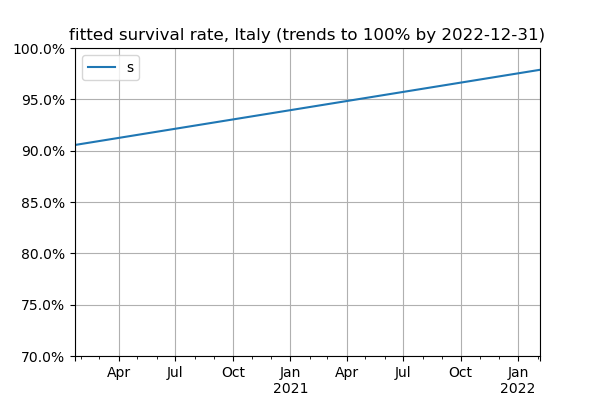 fitted survival rate, Italy (trends to 100% by 2022-12-31)
100.0%
95.0%
90.0%
85.0%
80.0%
75.0%
70.0%
s
Apr Jul Oct Jan Apr Jul Oct Jan
2021 2022